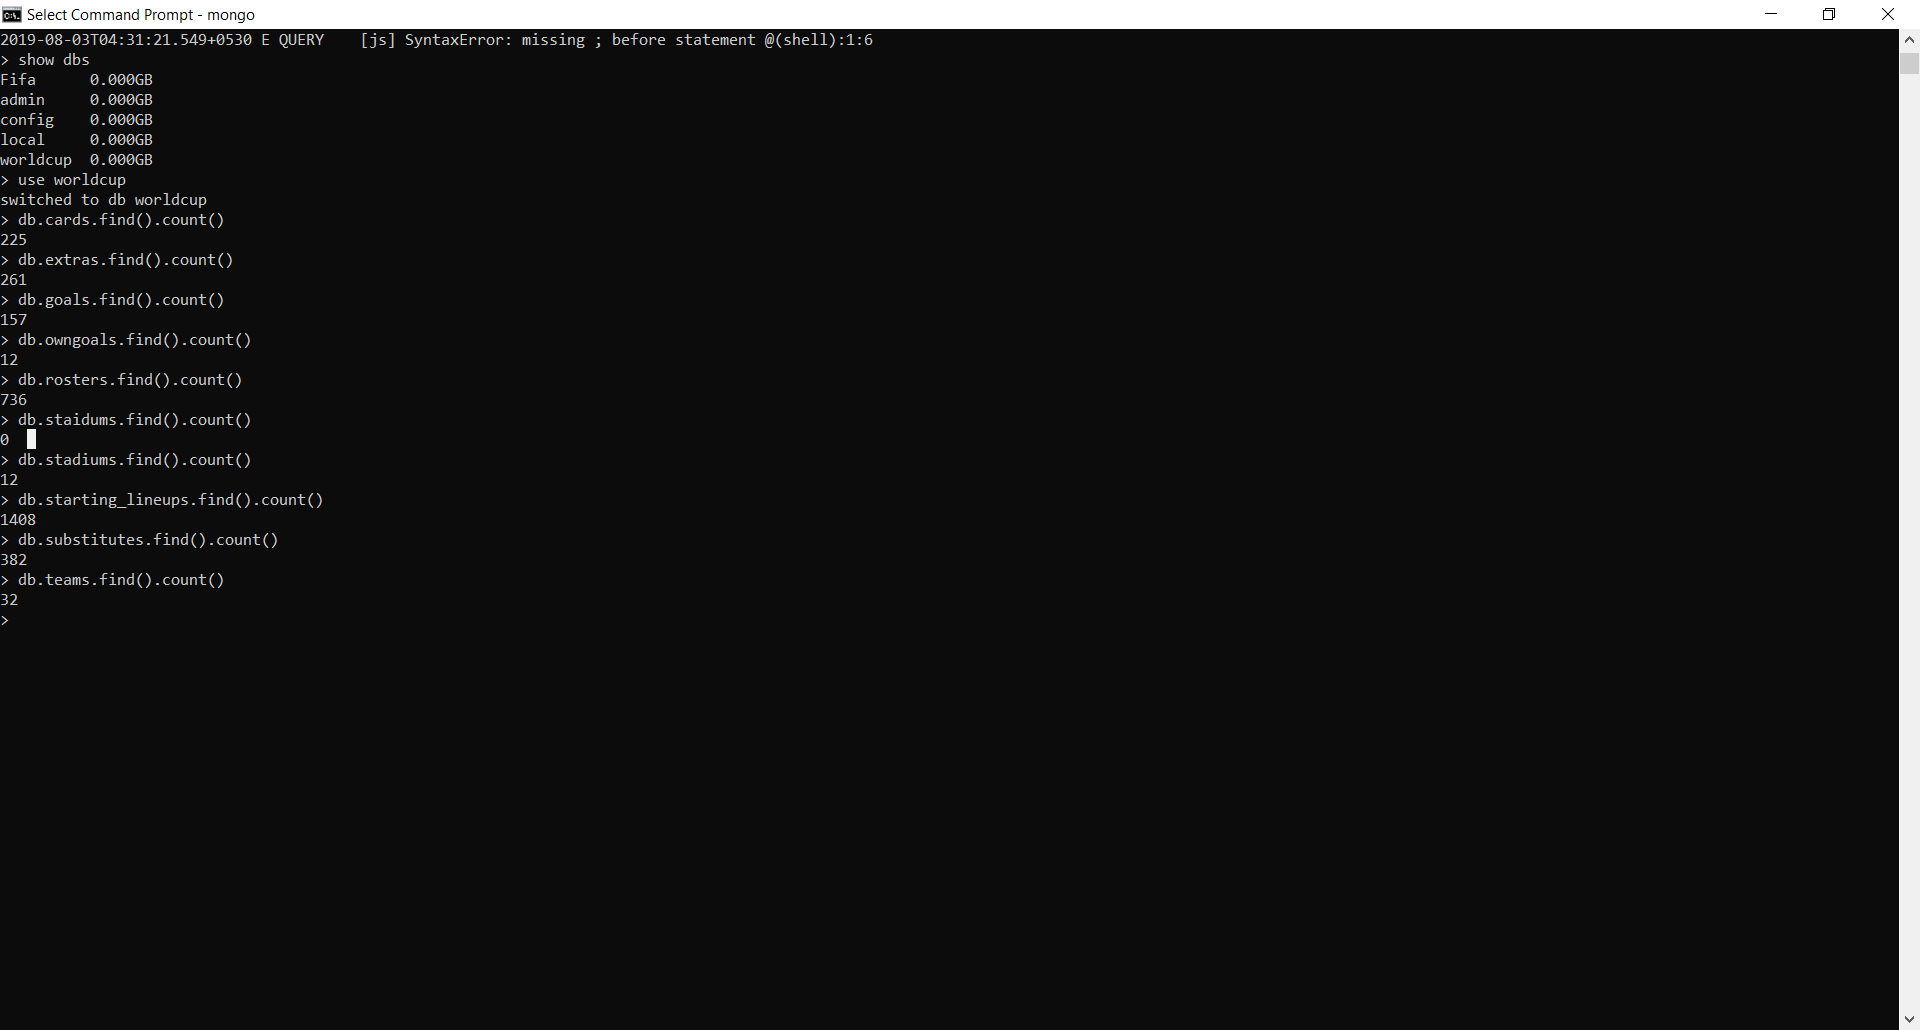 Select Command Prompt - mongo
2019-08-03T04:31:21.549+0530 E QUERY    [js] SyntaxError: missing ; before statement @(shell):1:6
> show dbs
Fifa      0.000GB
admin     0.000GB
config    0.000GB
local     0.000GB
worldcup  0.000GB
> use worldcup
switched to db worldcup
> db.cards.find().count()
225
> db.extras.find().count()
261
> db.goals.find().count()
157
> db.owngoals.find().count()
12
> db.rosters.find().count()
736
> db.staidums.find().count()
0
> db.stadiums.find().count()
12
> db.starting_lineups.find().count()
1408
> db.substitutes.find().count()
382
> db.teams.find().count()
32
>